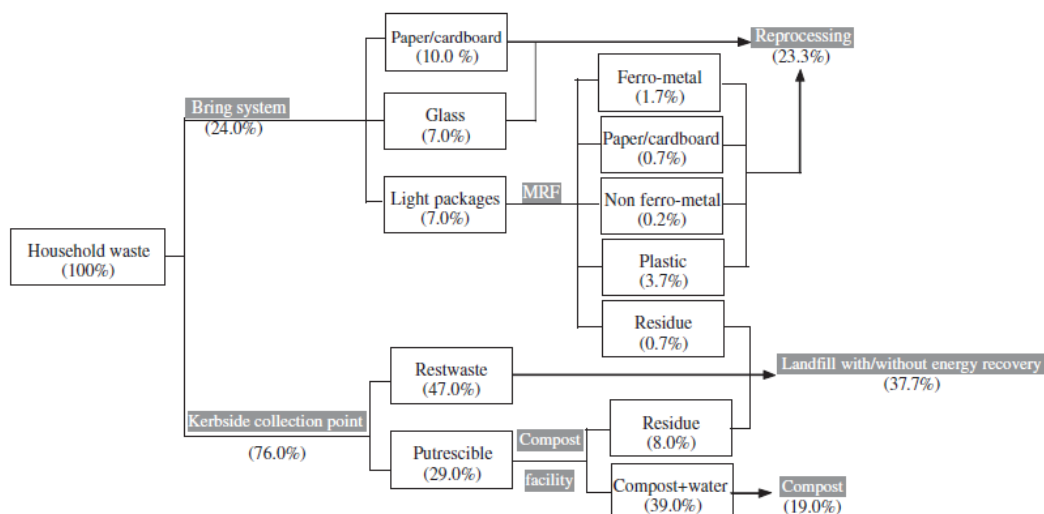 Household waste
(100%)
Bring system
(24.0%)
Paper/cardboard
(10.0 %)
Glass
(7.0%)
Light packages
(7.0%)
MRF
Ferro-metal
(1.7%)
Paper/cardboard
(0.7%)
Non ferro-metal
(0.2%)
Plastic
(3.7%)
Residue
(0.7%)
Reprocessing
(23.3%)
Kerbside collection point
(76.0%)
Restwaste
(47.0%)
Landfill with/without energy recovery
(37.7%)
Putrescible
(29.0%)
Compost
facility
Residue
(8.0%)
Compost+water
(39.0%)
Compost
(19.0%)